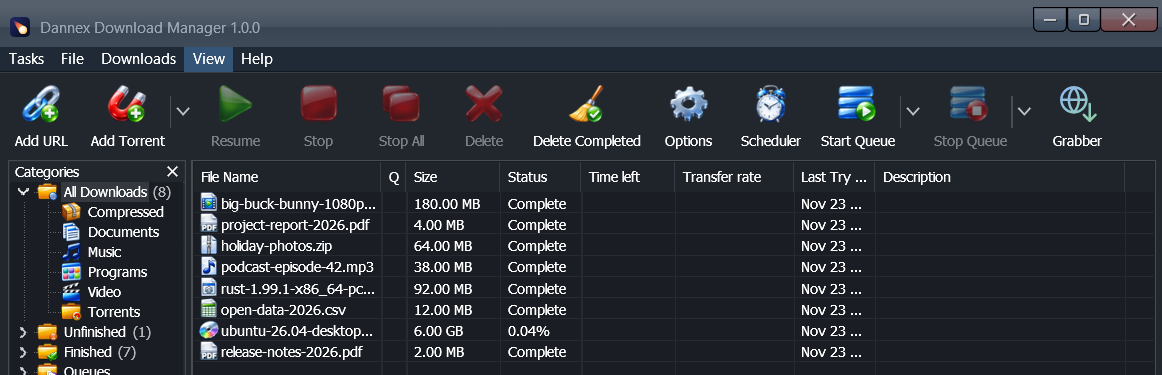 Dannex Download Manager 1.0.0
Tasks File Downloads View Help
Add URL Add Torrent Resume Stop Stop All Delete Delete Completed Options Scheduler Start Queue Stop Queue Grabber
Categories
All Downloads (8)
Compressed
Documents
Music
Programs
Video
Torrents
Unfinished (1)
Finished (7)
Queues
File Name Q Size Status Time left Transfer rate Last Try ... Description
big-buck-bunny-1080p... 180.00 MB Complete Nov 23 ...
project-report-2026.pdf 4.00 MB Complete Nov 23 ...
holiday-photos.zip 64.00 MB Complete Nov 23 ...
podcast-episode-42.mp3 38.00 MB Complete Nov 23 ...
rust-1.99.1-x86_64-pc... 92.00 MB Complete Nov 23 ...
open-data-2026.csv 12.00 MB Complete Nov 23 ...
ubuntu-26.04-desktop... 6.00 GB 0.04% Nov 23 ...
release-notes-2026.pdf 2.00 MB Complete Nov 23 ...